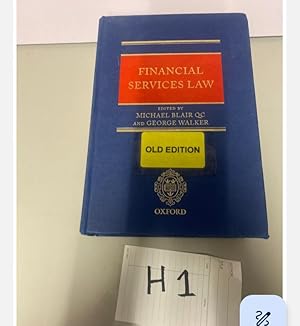 FINANCIAL
SERVICES LAW
EDITED BY
MICHAEL BLAIR QC
AND GEORGE WALKER
OLD EDITION
OXFORD
H1